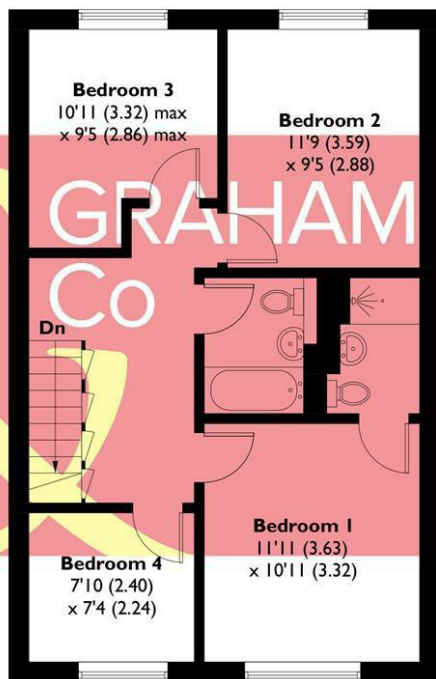 Bedroom 3
10'11 (3.32) max
x 9'5 (2.86) max
Bedroom 2
11'9 (3.59)
x 9'5 (2.88)
GRAHAM
Co
Dn
Bedroom 1
11'11 (3.63)
x 10'11 (3.32)
Bedroom 4
7'10 (2.40)
x 7'4 (2.24)